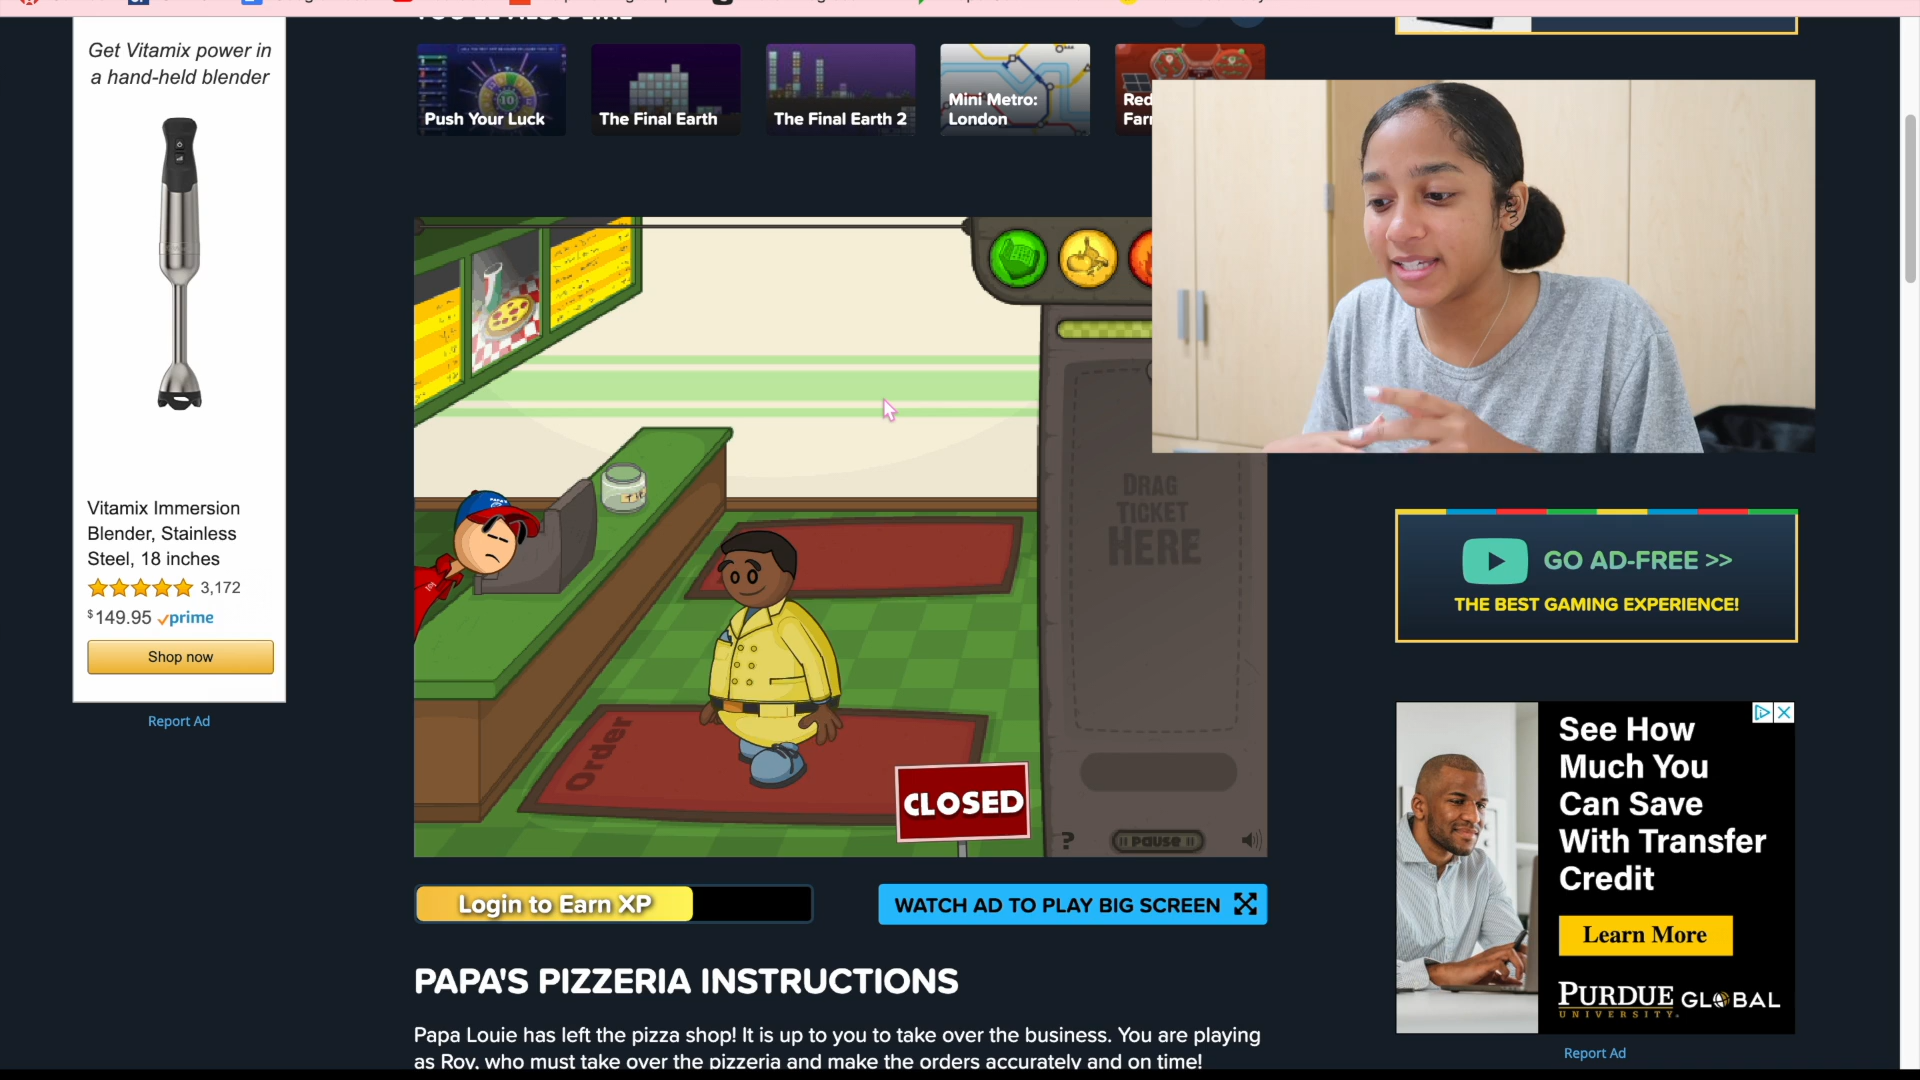 YOU'LL ALSO LIKE
Get Vitamix power in
a hand-held blender
Push Your Luck
The Final Earth
The Final Earth 2
Mini Metro:
London
Red
Far
Vitamix Immersion
Blender, Stainless
Steel, 18 inches
3,172
$149.95 prime
Shop now
Report Ad
Order
CLOSED
DRAG
TICKET
HERE
?
PAUSE
GO AD-FREE >>
THE BEST GAMING EXPERIENCE!
See How
Much You
Can Save
With Transfer
Credit
Learn More
PURDUE GLOBAL
UNIVERSITY.
Report Ad
Login to Earn XP
WATCH AD TO PLAY BIG SCREEN
PAPA'S PIZZERIA INSTRUCTIONS
Papa Louie has left the pizza shop! It is up to you to take over the business. You are playing
as Roy, who must take over the pizzeria and make the orders accurately and on time!